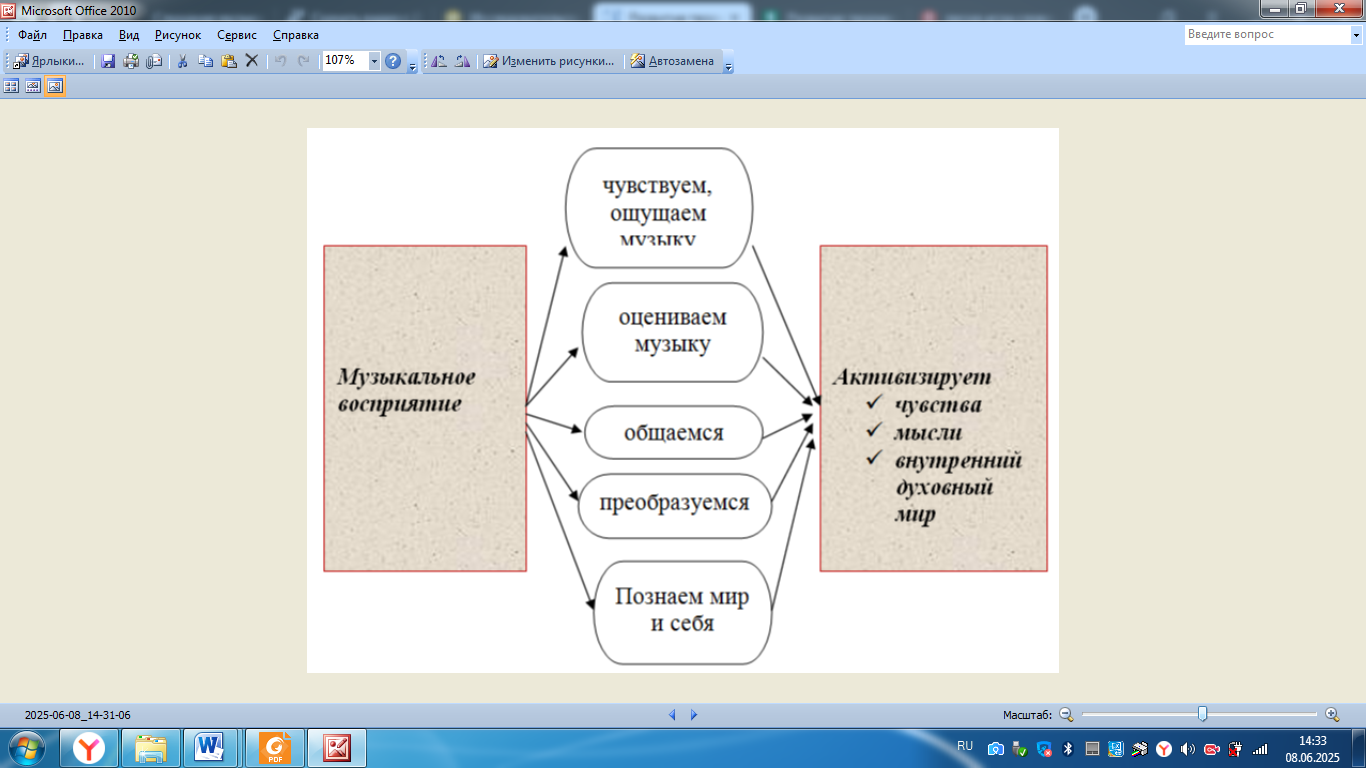 Microsoft Office 2010
Файл Правка Вид Рисунок Сервис Справка
Введите вопрос
Ярлыки... 107% Изменить рисунки... Автозамена
чувствуем,
ощущаем
музыку
оцениваем
музыку
Музыкальное
восприятие
общаемся
преобразуемся
Познаем мир
и себя
Активизирует
✓ чувства
✓ мысли
✓ внутренний
духовный
мир
2025-06-08_14-31-06
Масштаб:
PDF
RU
14:33
08.06.2025